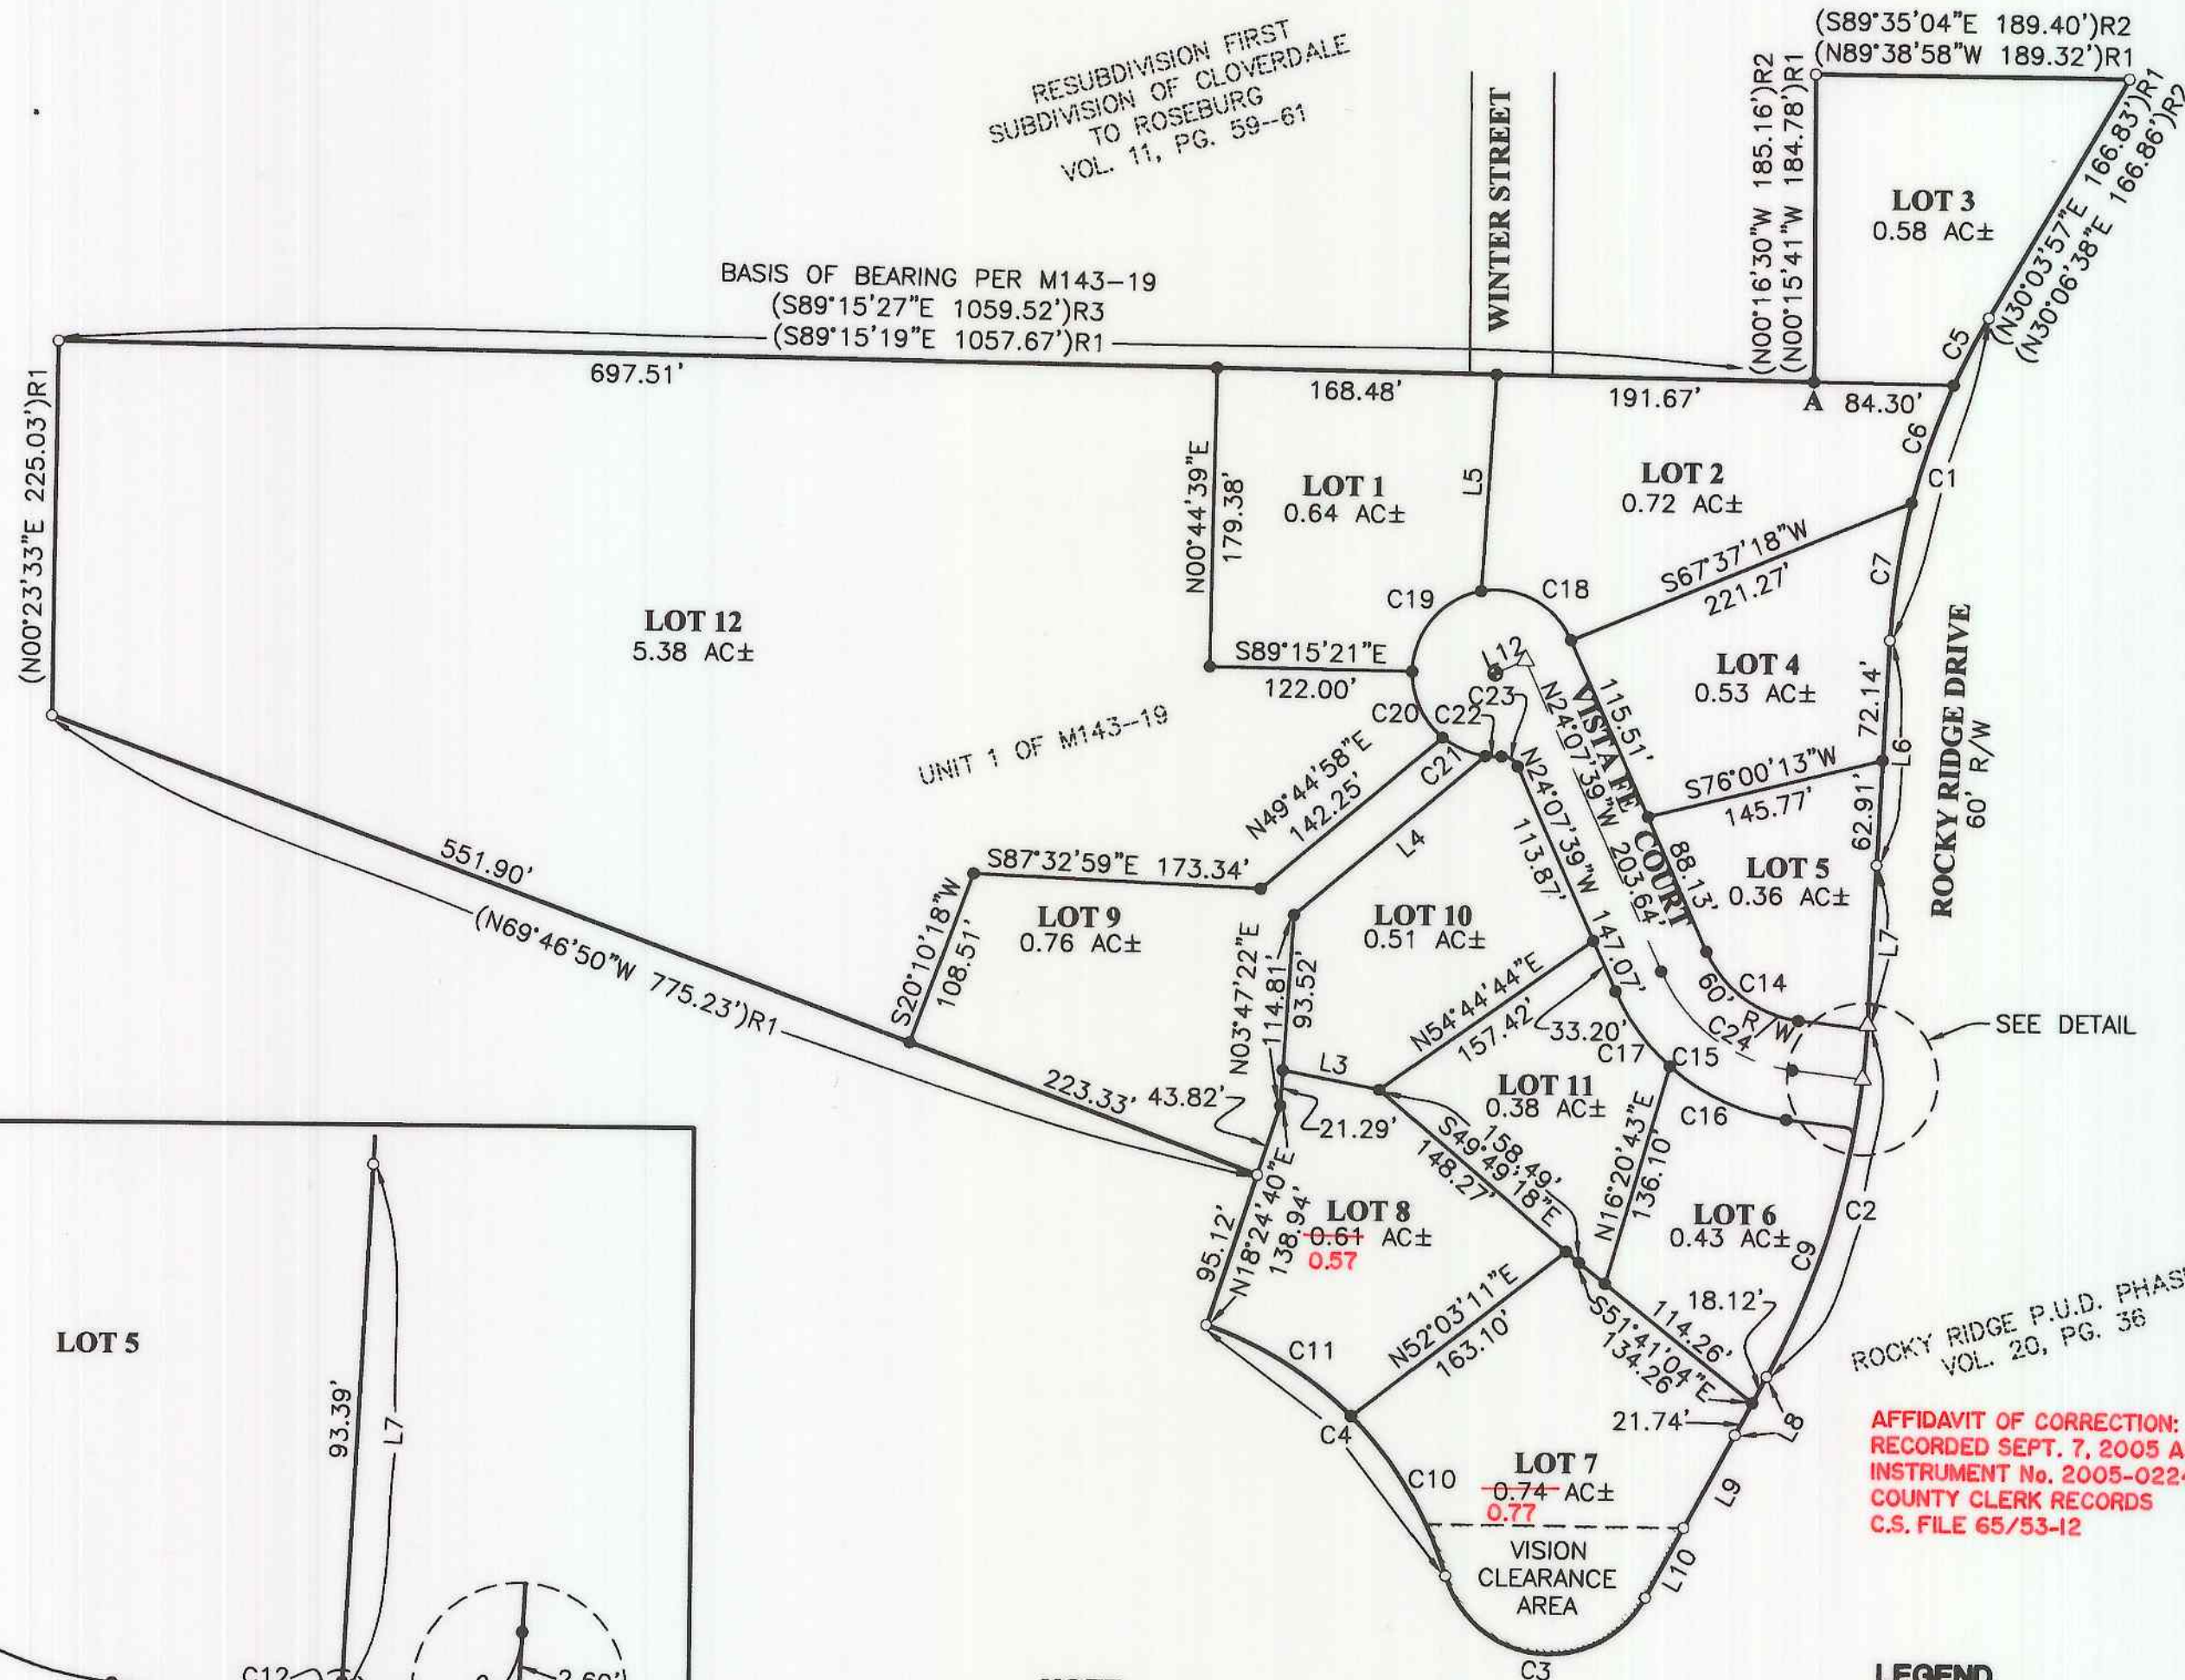 (S89°35'04"E 189.40')R2
(N89°38'58"W 189.32')R1
RESUBDIVISION FIRST
SUBDIVISION OF CLOVERDALE
TO ROSEBURG
VOL. 11, PG. 59--61
WINTER STREET
(N00°16'30"W 185.16')R2
(N00°15'41"W 184.78')R1
LOT 3
0.58 AC±
(N30°03'57"E 166.83')R1
(N30°06'38"E 166.86')R2
BASIS OF BEARING PER M143-19
(S89°15'27"E 1059.52')R3
(S89°15'19"E 1057.67')R1
697.51'
168.48'
191.67'
A
84.30'
C5
C6
C1
C7
(N00°23'33"E 225.03')R1
N00°44'39"E
179.38'
LOT 1
0.64 AC±
L5
LOT 2
0.72 AC±
S67°37'18"W
221.27'
C19
C18
LOT 12
5.38 AC±
S89°15'21"E
122.00'
L12
C23
C20
C22
C21
LOT 4
0.53 AC±
72.14'
L6
ROCKY RIDGE DRIVE
60' R/W
115.51'
VISTA FE COURT
N24°07'39"W 203.64'
N24°07'39"W 147.07'
113.87'
S76°00'13"W
145.77'
62.91'
88.13'
LOT 5
0.36 AC±
L7
UNIT 1 OF M143--19
N49°44'58"E
142.25'
L4
S87°32'59"E 173.34'
551.90'
(N69°46'50"W 775.23')R1
S20°10'18"W
108.51'
LOT 9
0.76 AC±
LOT 10
0.51 AC±
N03°47'22"E
114.81'
93.52'
N54°44'44"E
157.42'
33.20'
C14
60' R/W
C24
SEE DETAIL
C17
C15
L3
223.33'
43.82'
21.29'
LOT 11
0.38 AC±
C16
158.49'
S49°49'18"E
148.27'
N16°20'43"E
136.10'
C2
LOT 8
0.61 AC±
0.57
95.12'
N18°24'40"E
138.94'
LOT 6
0.43 AC±
C9
N52°03'11"E
163.10'
18.12'
114.26'
S51°41'04"E
134.26'
ROCKY RIDGE P.U.D. PHAS
VOL. 20, PG. 36
C11
C4
21.74'
L8
AFFIDAVIT OF CORRECTION:
RECORDED SEPT. 7, 2005 A
INSTRUMENT No. 2005-022
COUNTY CLERK RECORDS
C.S. FILE 65/53-12
C10
LOT 7
0.74 AC±
0.77
L9
VISION
CLEARANCE
AREA
L10
C3
LOT 5
93.39'
L7
C12
2.60'
LEGEND